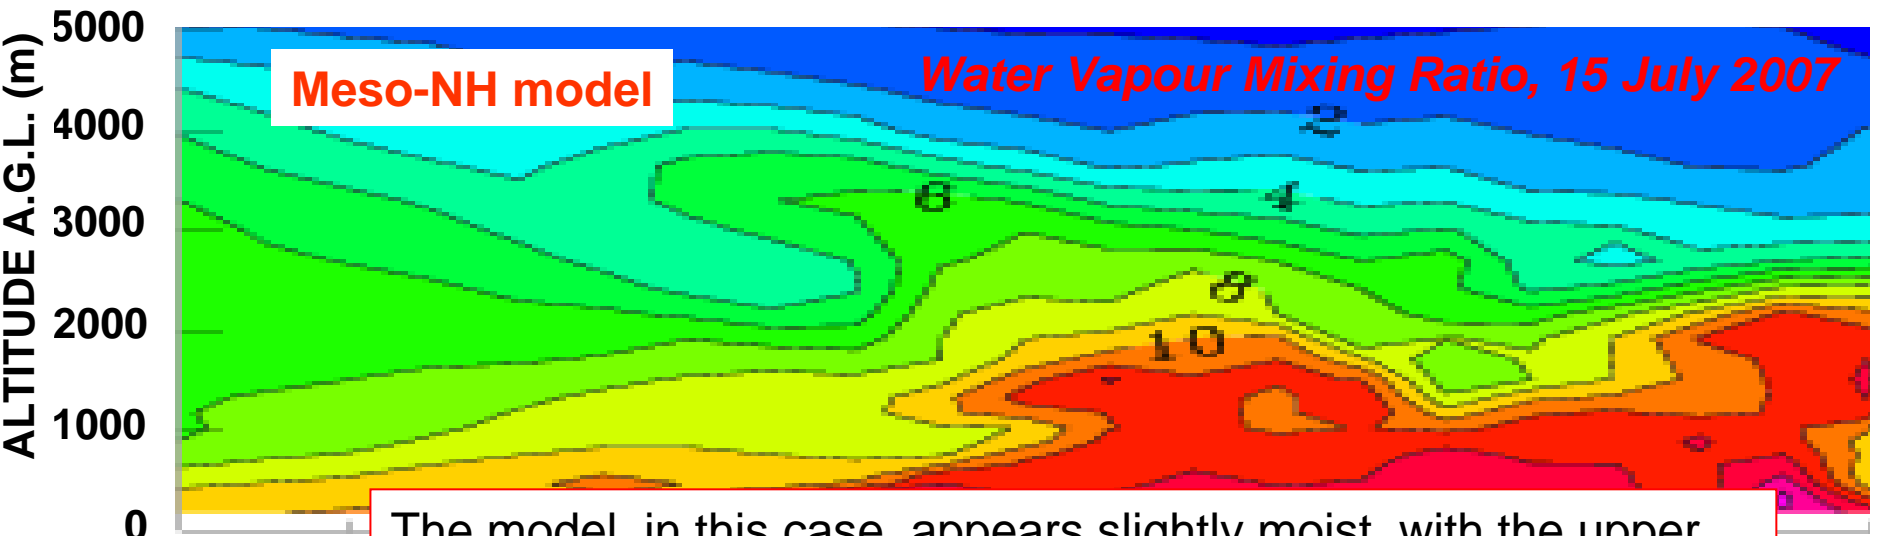 5000
Meso-NH model
Water Vapour Mixing Ratio, 15 July 2007
ALTITUDE A.G.L. (m)
4000
2
3000
6
4
8
2000
10
1000
0
The model, in this case, appears slightly moist, with the upper